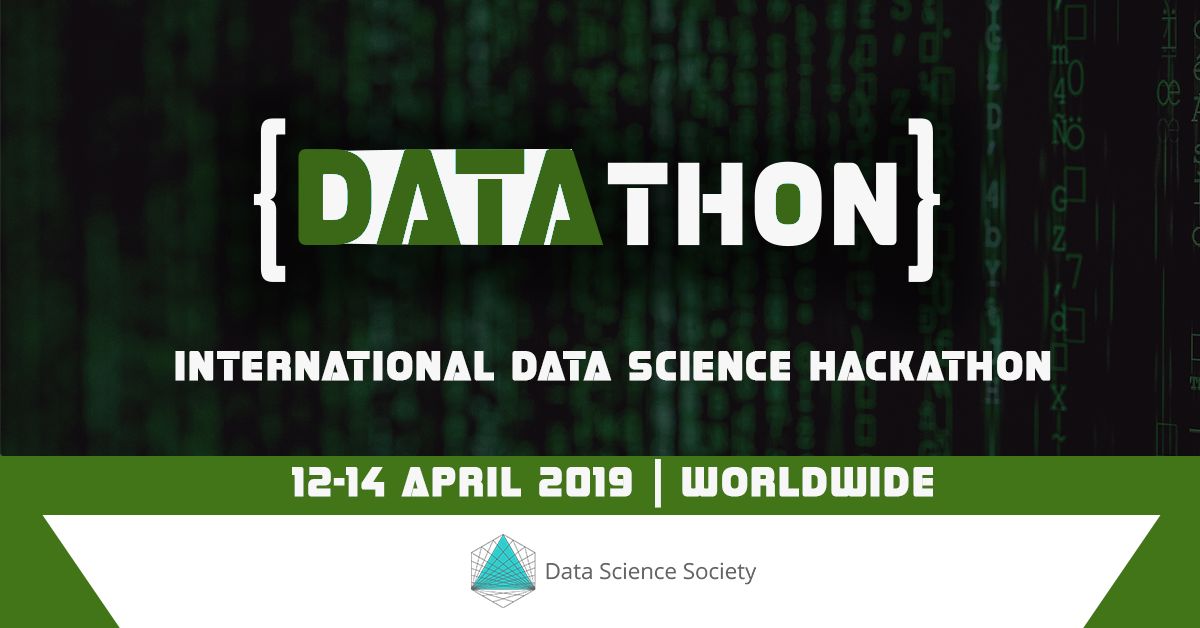 {DATATHON}
INTERNATIONAL DATA SCIENCE HACKATHON
12-14 APRIL 2019 | WORLDWIDE
Data Science Society